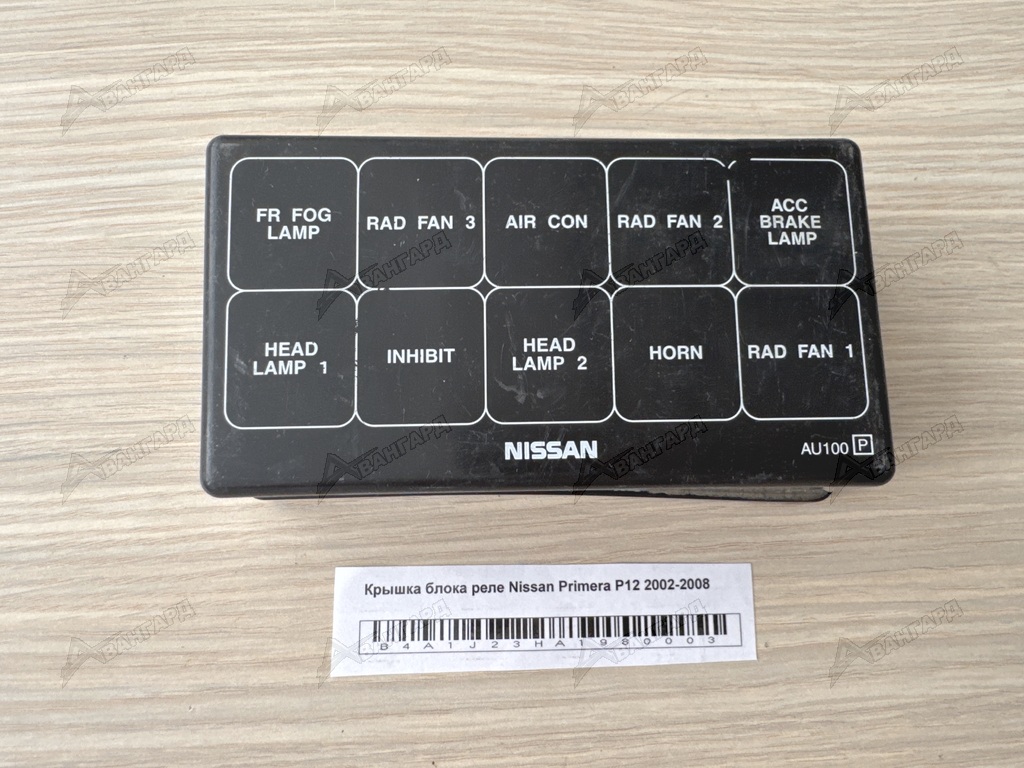 FR FOG
LAMP
RAD FAN 3
AIR CON
RAD FAN 2
ACC
BRAKE
LAMP
HEAD
LAMP 1
INHIBIT
HEAD
LAMP 2
HORN
RAD FAN 1
NISSAN
AU100 P
Крышка блока реле Nissan Primera P12 2002-2008
B4A1J23HA1980003
АВАНГАРД